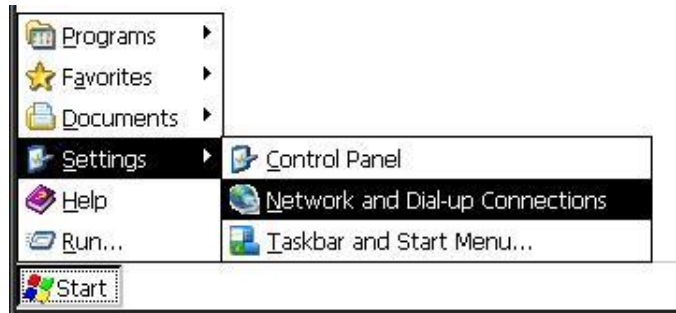 Programs
Favorites
Documents
Settings
Control Panel
Help
Network and Dial-up Connections
Run...
Taskbar and Start Menu...
Start